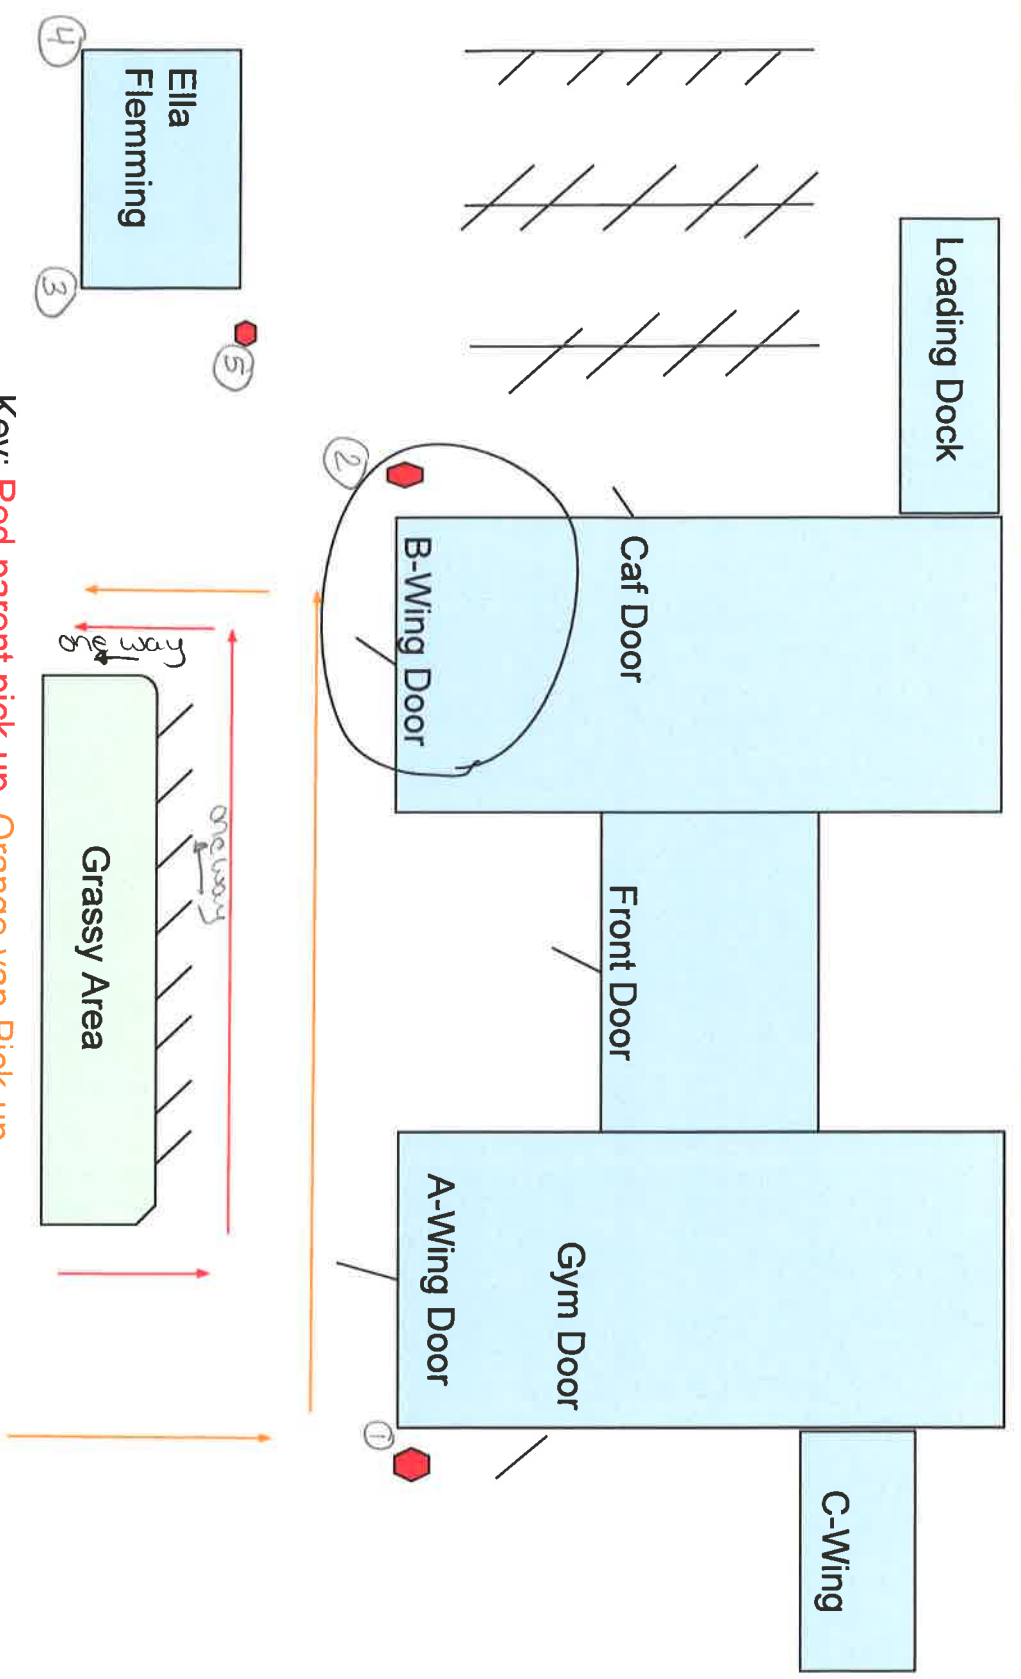 Loading Dock
C-Wing
Caf Door
Front Door
Gym Door
B-Wing Door
A-Wing Door
1
2
5
one way
Ella
Flemming
one way
Grassy Area
4
3
Key: Red parent pick up Orange van Pick up